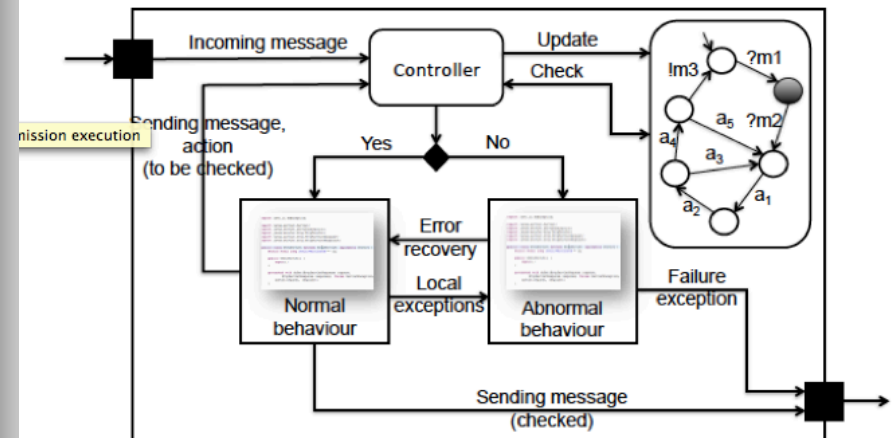 Incoming message
Controller
Update
Check
!m3
?m1
?m2
a5
a4
a3
a2
a1
Sending message,
action
(to be checked)
mission execution
Yes
No
Error
recovery
Local
exceptions
Normal
behaviour
Abnormal
behaviour
Failure
exception
Sending message
(checked)